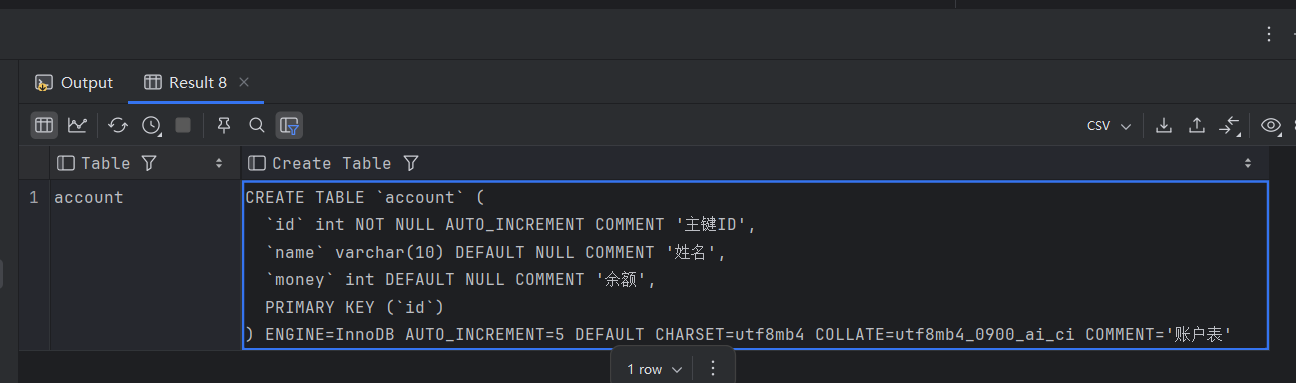 Output
Result 8
CSV
Table
Create Table
1
account
CREATE TABLE `account` (
  `id` int NOT NULL AUTO_INCREMENT COMMENT '主键ID',
  `name` varchar(10) DEFAULT NULL COMMENT '姓名',
  `money` int DEFAULT NULL COMMENT '余额',
  PRIMARY KEY (`id`)
) ENGINE=InnoDB AUTO_INCREMENT=5 DEFAULT CHARSET=utf8mb4 COLLATE=utf8mb4_0900_ai_ci COMMENT='账户表'
1 row